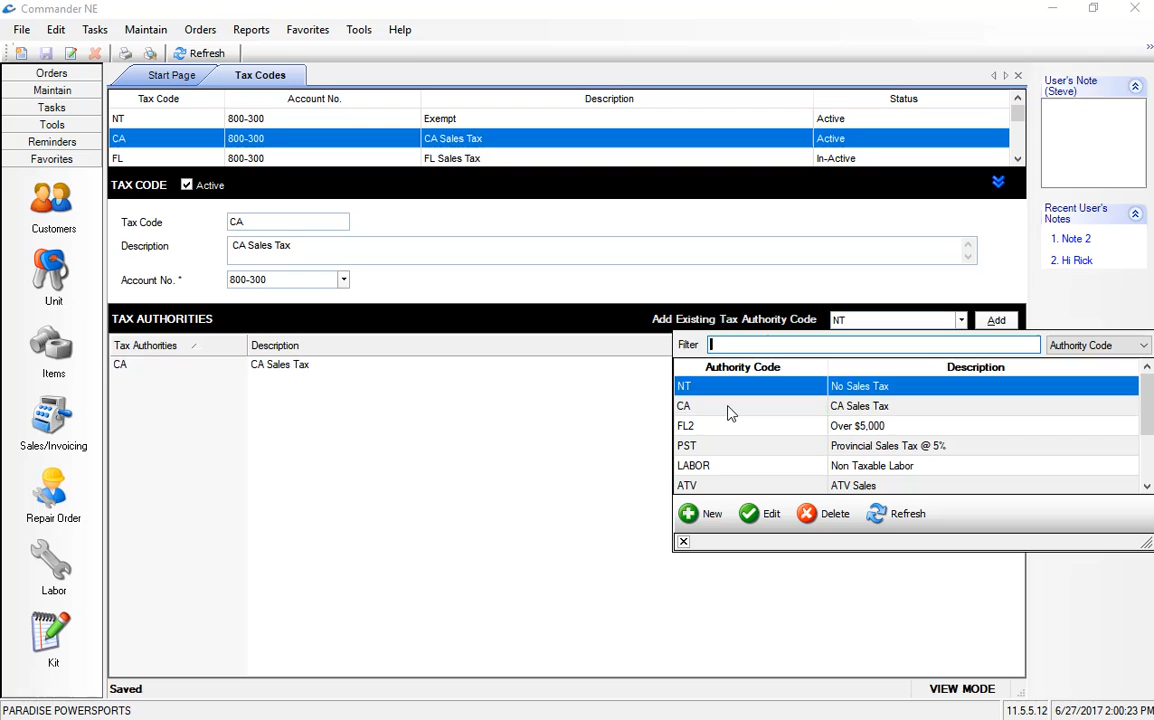 Commander NE
File Edit Tasks Maintain Orders Reports Favorites Tools Help
Refresh
Orders
Maintain
Tasks
Tools
Reminders
Favorites
Customers
Unit
Items
Sales/Invoicing
Repair Order
Labor
Kit
Start Page Tax Codes
Tax Code Account No. Description Status
NT 800-300 Exempt Active
CA 800-300 CA Sales Tax Active
FL 800-300 FL Sales Tax In-Active
TAX CODE Active
Tax Code CA
Description CA Sales Tax
Account No. * 800-300
TAX AUTHORITIES Add Existing Tax Authority Code NT Add
Tax Authorities Description
CA CA Sales Tax
Filter Authority Code
Authority Code Description
NT No Sales Tax
CA CA Sales Tax
FL2 Over $5,000
PST Provincial Sales Tax @ 5%
LABOR Non Taxable Labor
ATV ATV Sales
New Edit Delete Refresh
User's Note
(Steve)
Recent User's
Notes
1. Note 2
2. Hi Rick
Saved VIEW MODE
PARADISE POWERSPORTS 11.5.5.12 6/27/2017 2:00:23 PM